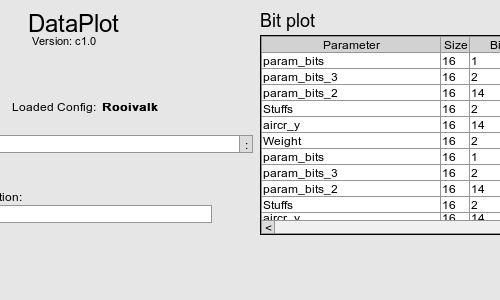 DataPlot
Version: c1.0
Loaded Config: Rooivalk
:
tion:
Bit plot
Parameter Size Bi
param_bits 16 1
param_bits_3 16 2
param_bits_2 16 14
Stuffs 16 2
aircr_y 16 14
Weight 16 2
param_bits 16 1
param_bits_3 16 2
param_bits_2 16 14
Stuffs 16 2
aircr_y 16 14
<